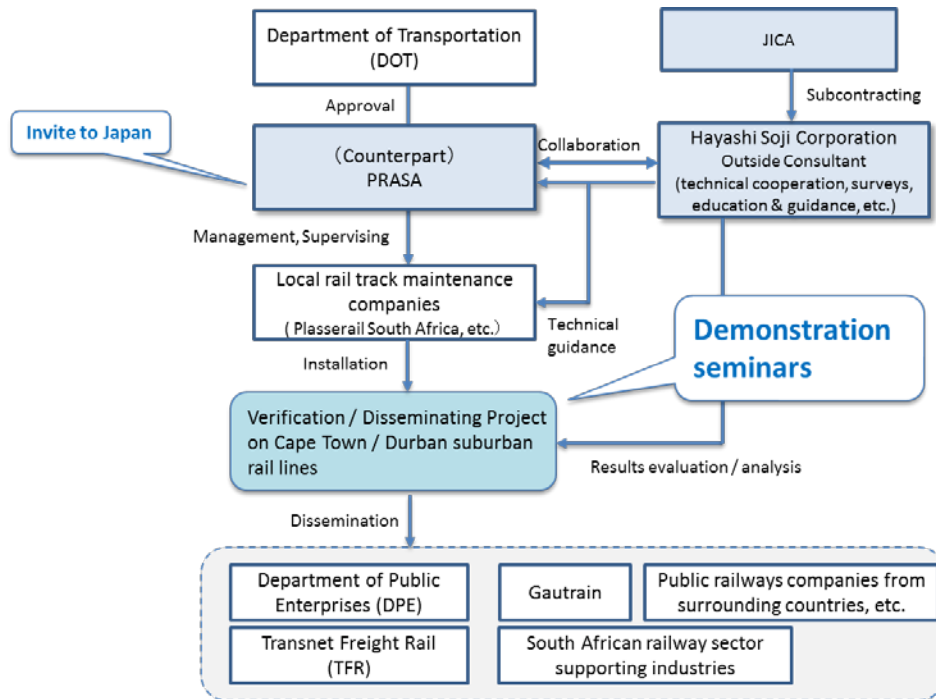 Department of Transportation
(DOT)
JICA
Approval
Subcontracting
Invite to Japan
（Counterpart）
PRASA
Collaboration
Hayashi Soji Corporation
Outside Consultant
(technical cooperation, surveys,
education & guidance, etc.)
Management, Supervising
Local rail track maintenance
companies
( Plasserail South Africa, etc.）
Technical
guidance
Demonstration
seminars
Installation
Verification / Disseminating Project
on Cape Town / Durban suburban
rail lines
Results evaluation / analysis
Dissemination
Department of Public
Enterprises (DPE)
Gautrain
Public railways companies from
surrounding countries, etc.
Transnet Freight Rail
(TFR)
South African railway sector
supporting industries